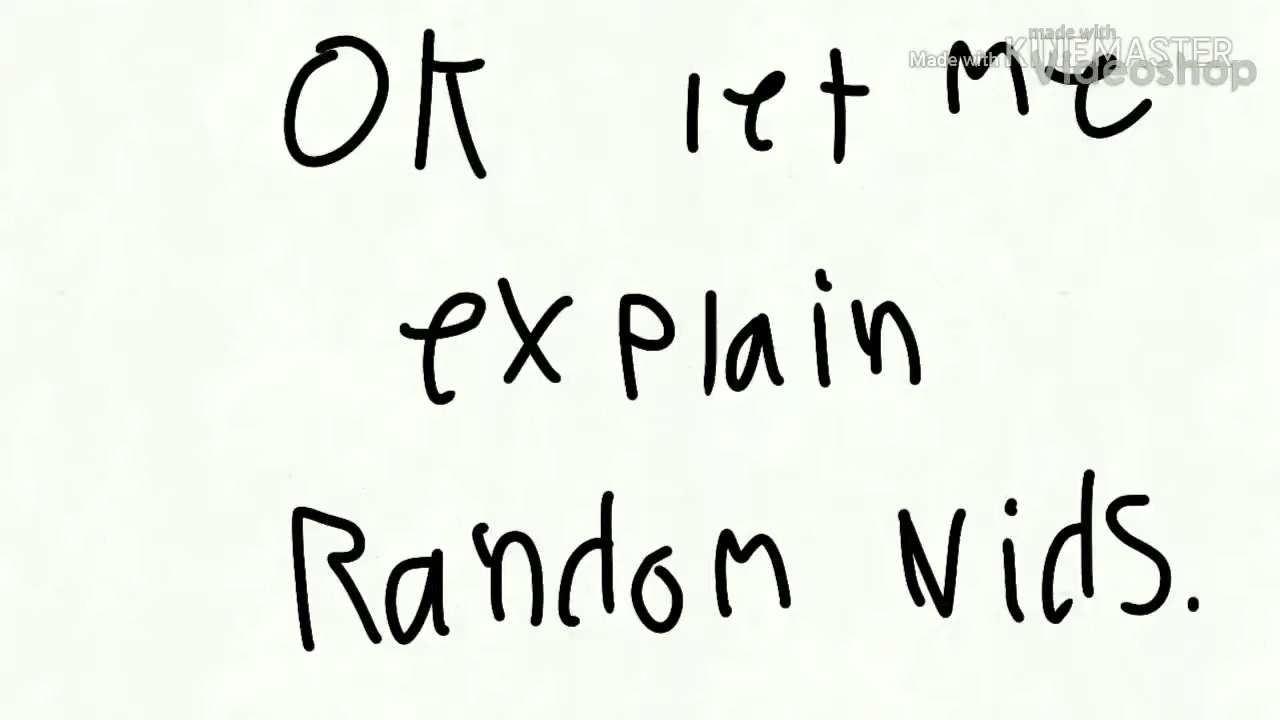 made with
Made with KINEMASTER
Videoshop
OK let me
explain
Random Vids.